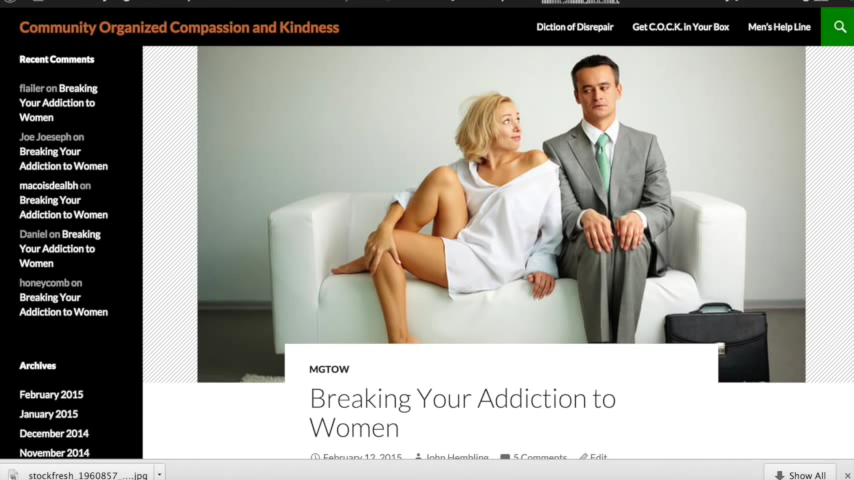 Community Organized Compassion and Kindness
Diction of Disrepair
Get C.O.C.K. in Your Box
Men's Help Line
Recent Comments
flailer on Breaking
Your Addiction to
Women
Joe Joeseph on
Breaking Your
Addiction to Women
macoisdealbh on
Breaking Your
Addiction to Women
Daniel on Breaking
Your Addiction to
Women
honeycomb on
Breaking Your
Addiction to Women
Archives
February 2015
January 2015
December 2014
November 2014
MGTOW
Breaking Your Addiction to
Women
February 12, 2015
John Hembling
5 Comments
Edit
stockfresh_1960857_....jpg
Show All